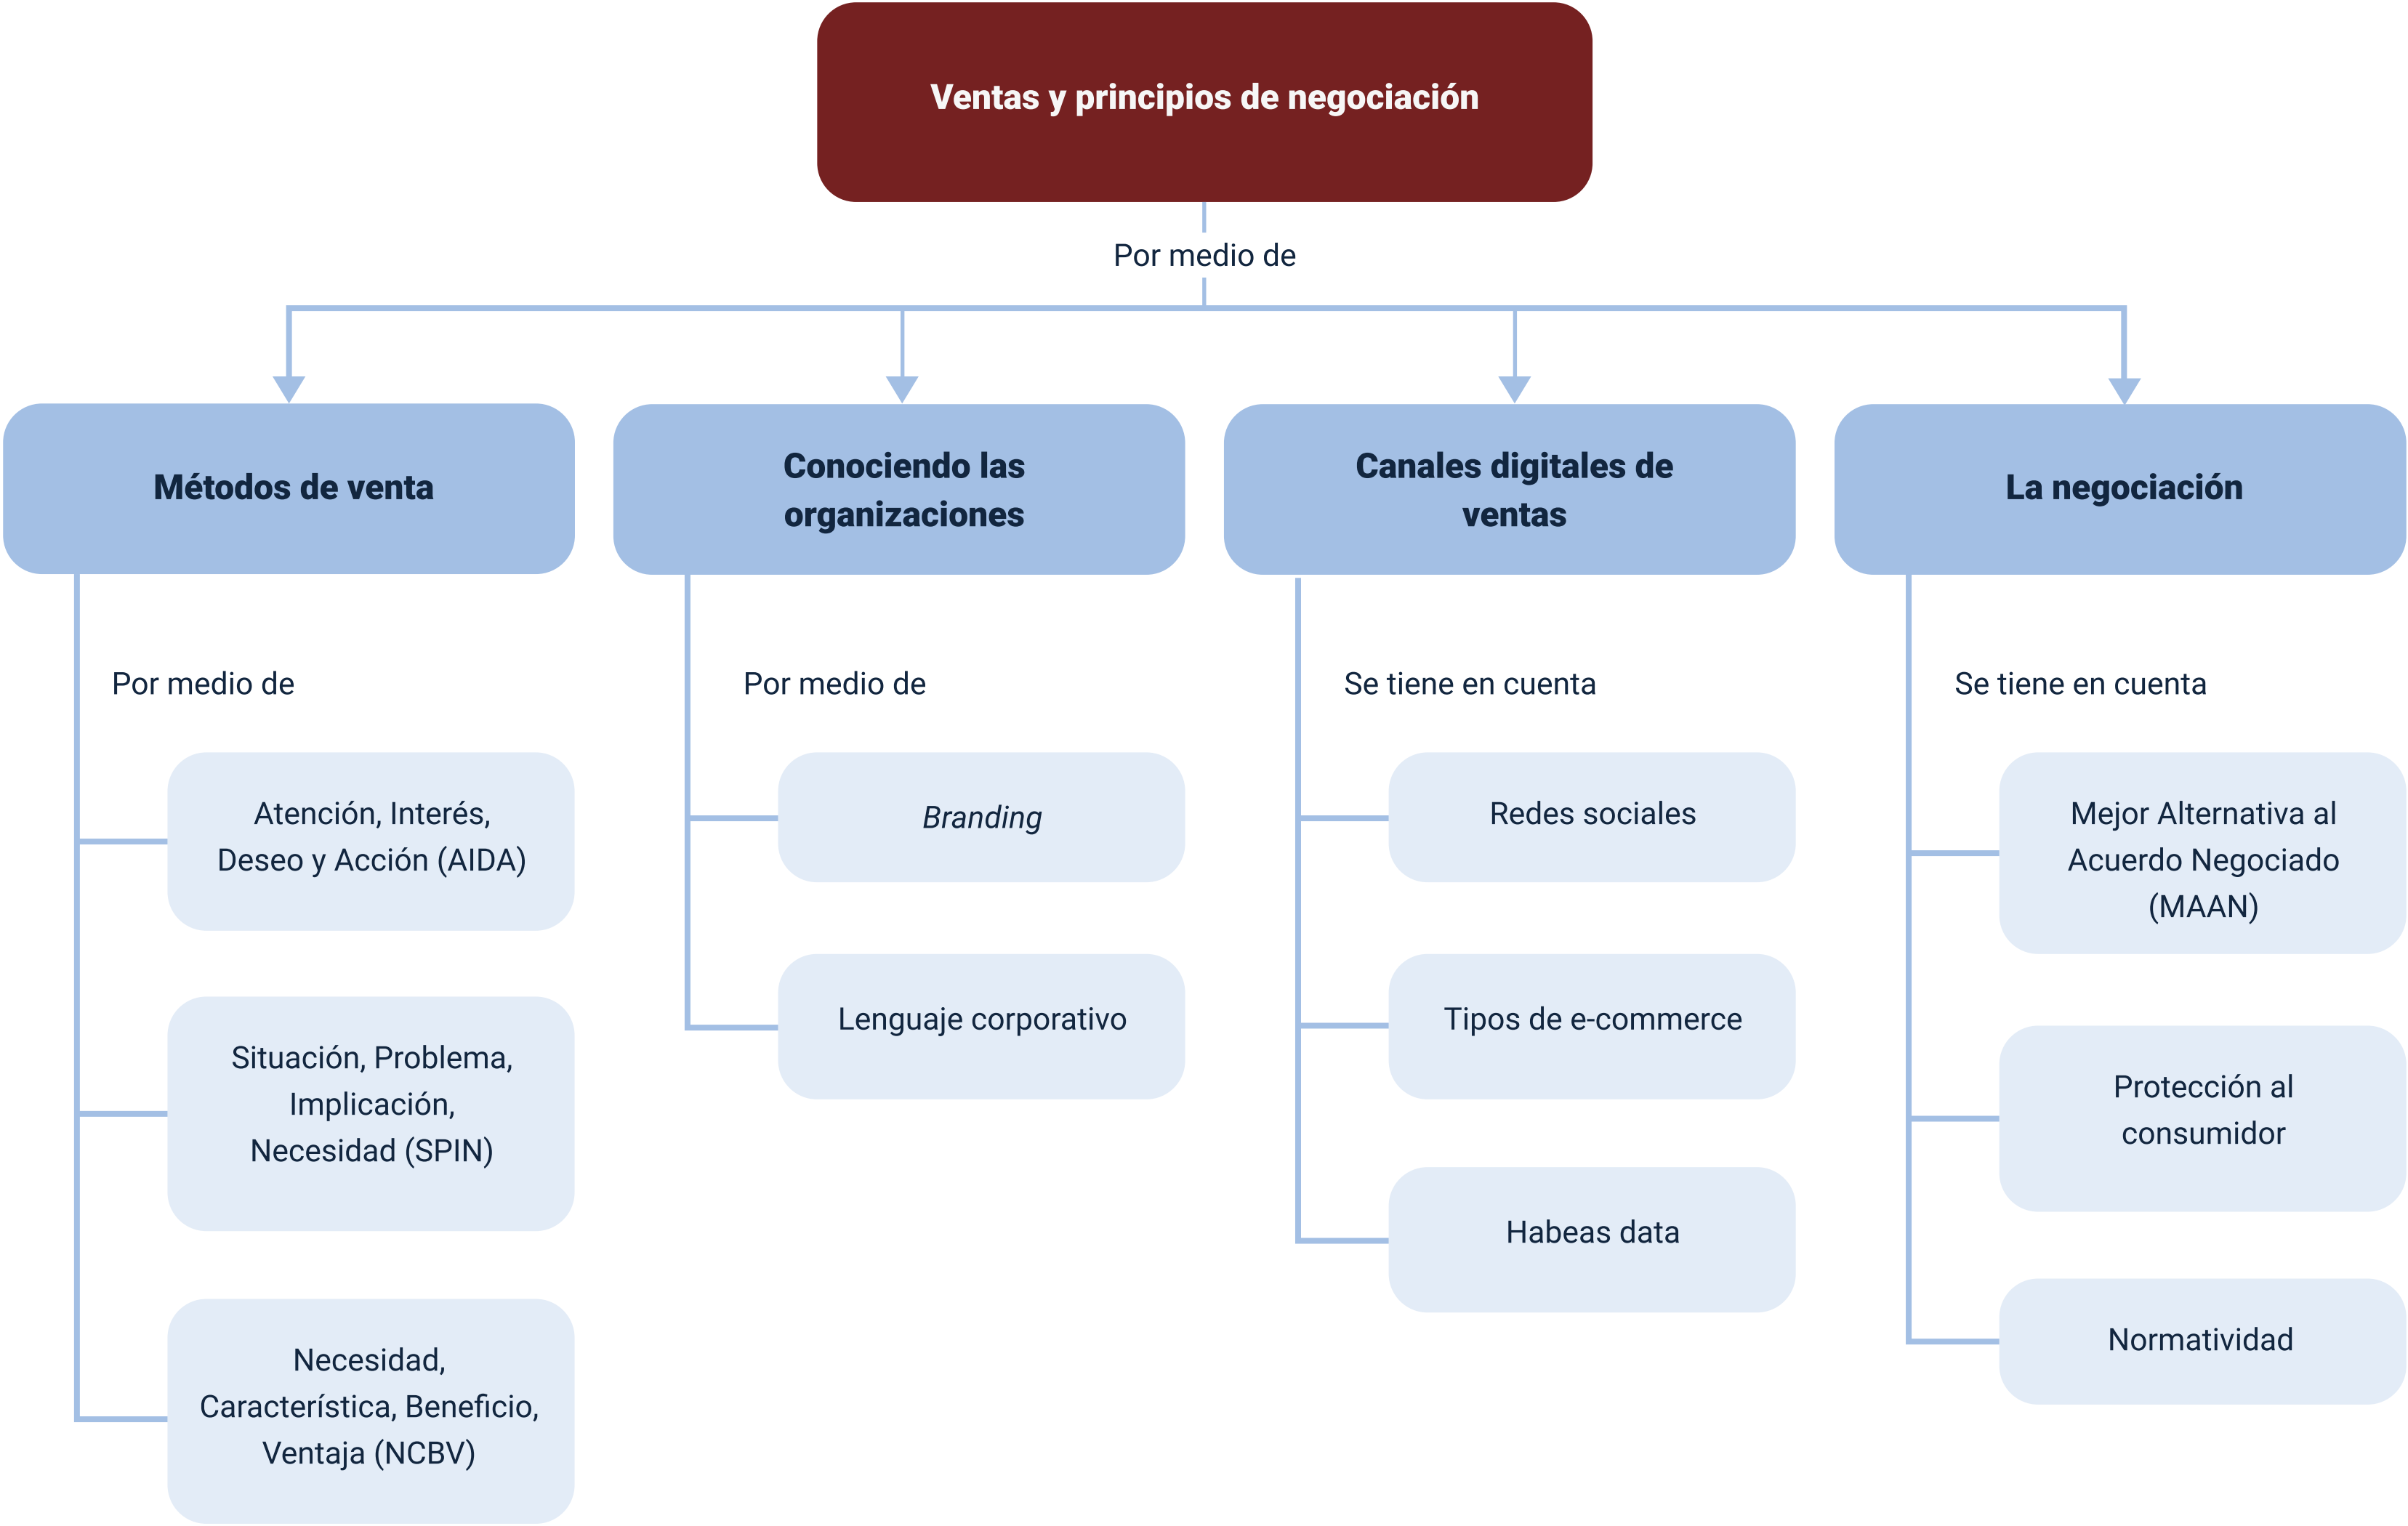 Ventas y principios de negociación
Por medio de
Métodos de venta
Por medio de
Atención, Interés,
Deseo y Acción (AIDA)
Situación, Problema,
Implicación,
Necesidad (SPIN)
Necesidad,
Característica, Beneficio,
Ventaja (NCBV)
Conociendo las
organizaciones
Por medio de
Branding
Lenguaje corporativo
Canales digitales de
ventas
Se tiene en cuenta
Redes sociales
Tipos de e-commerce
Habeas data
La negociación
Se tiene en cuenta
Mejor Alternativa al
Acuerdo Negociado
(MAAN)
Protección al
consumidor
Normatividad